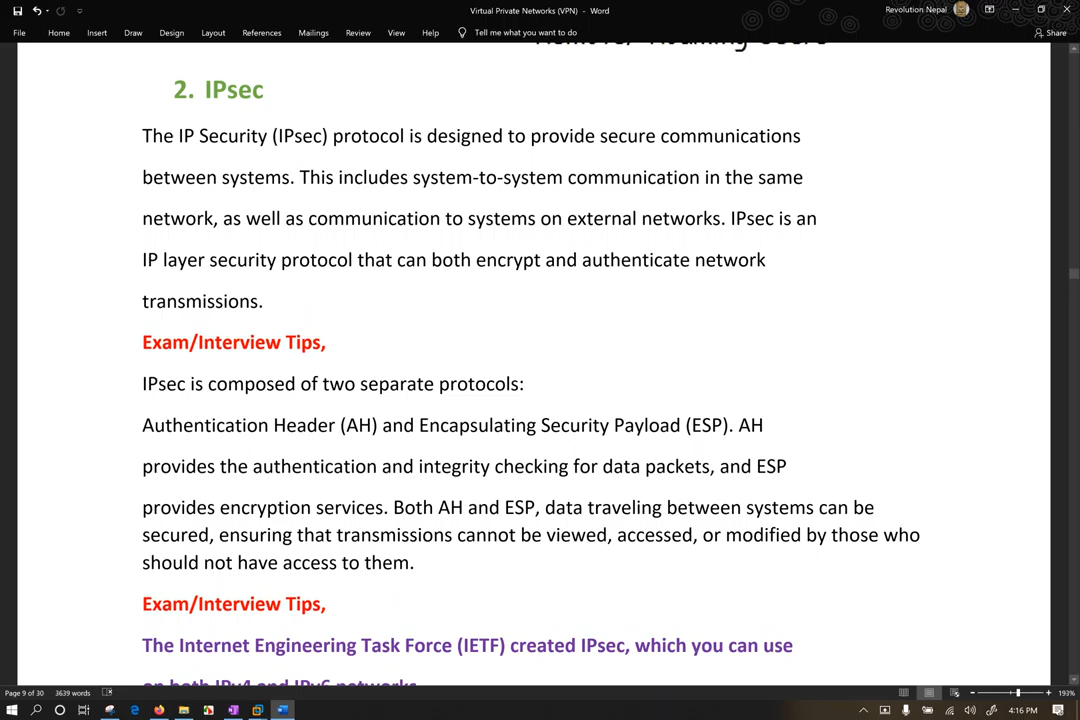 Virtual Private Networks (VPN) - Word
Revolution Nepal
File Home Insert Draw Design Layout References Mailings Review View Help Tell me what you want to do
Share
2. IPsec
The IP Security (IPsec) protocol is designed to provide secure communications
between systems. This includes system-to-system communication in the same
network, as well as communication to systems on external networks. IPsec is an
IP layer security protocol that can both encrypt and authenticate network
transmissions.
Exam/Interview Tips,
IPsec is composed of two separate protocols:
Authentication Header (AH) and Encapsulating Security Payload (ESP). AH
provides the authentication and integrity checking for data packets, and ESP
provides encryption services. Both AH and ESP, data traveling between systems can be
secured, ensuring that transmissions cannot be viewed, accessed, or modified by those who
should not have access to them.
Exam/Interview Tips,
The Internet Engineering Task Force (IETF) created IPsec, which you can use
on both IPv4 and IPv6 networks
Page 9 of 30 3639 words
193%
4:16 PM